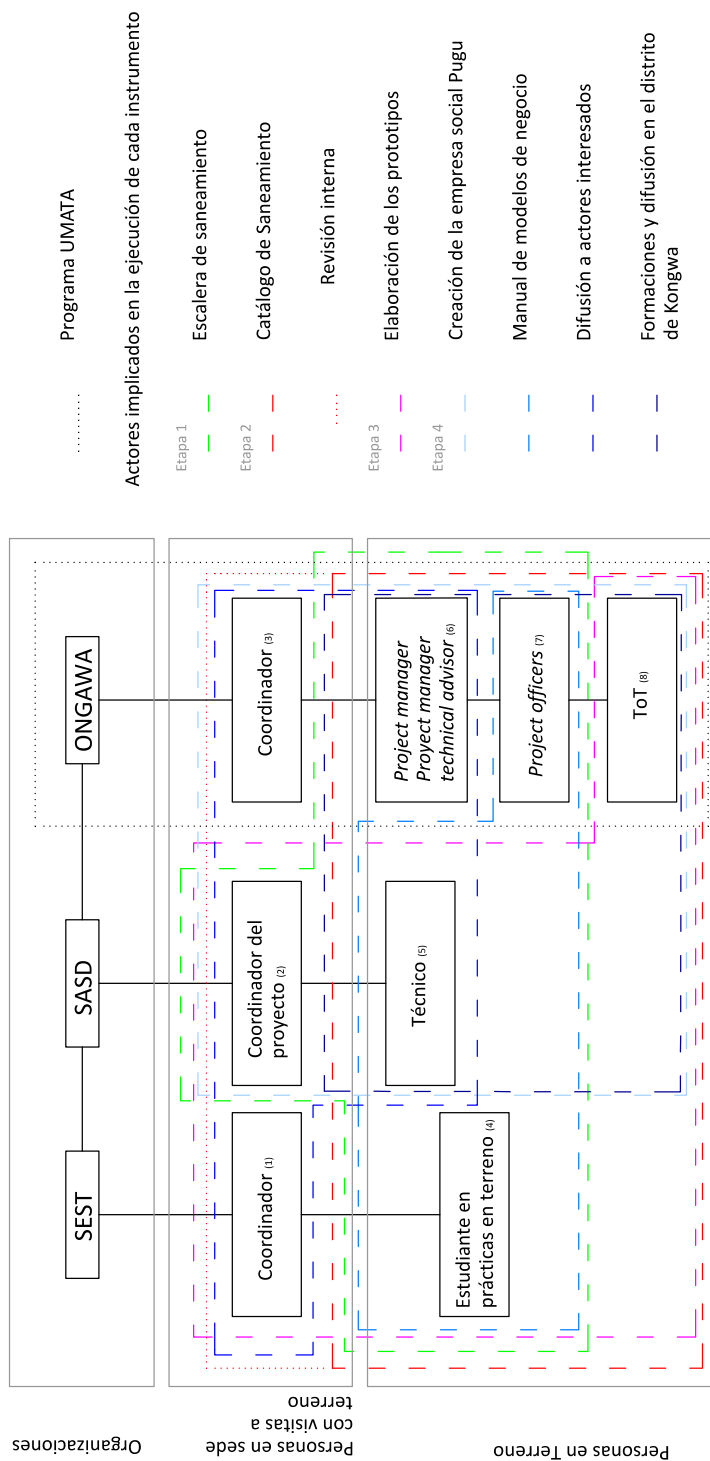 Organizaciones
Personas en sede
con visitas a
terreno
Personas en Terreno
SEST
SASD
ONGAWA
Coordinador (1)
Coordinador del
proyecto (2)
Coordinador (3)
Estudiante en
prácticas en terreno (4)
Técnico (5)
Project manager
Proyect manager
technical advisor (6)
Project officers (7)
ToT (8)
Programa UMATA
Actores implicados en la ejecución de cada instrumento
Etapa 1
Escalera de saneamiento
Etapa 2
Catálogo de Saneamiento
Revisión interna
Etapa 3
Elaboración de los prototipos
Etapa 4
Creación de la empresa social Pugu
Manual de modelos de negocio
Difusión a actores interesados
Formaciones y difusión en el distrito
de Kongwa